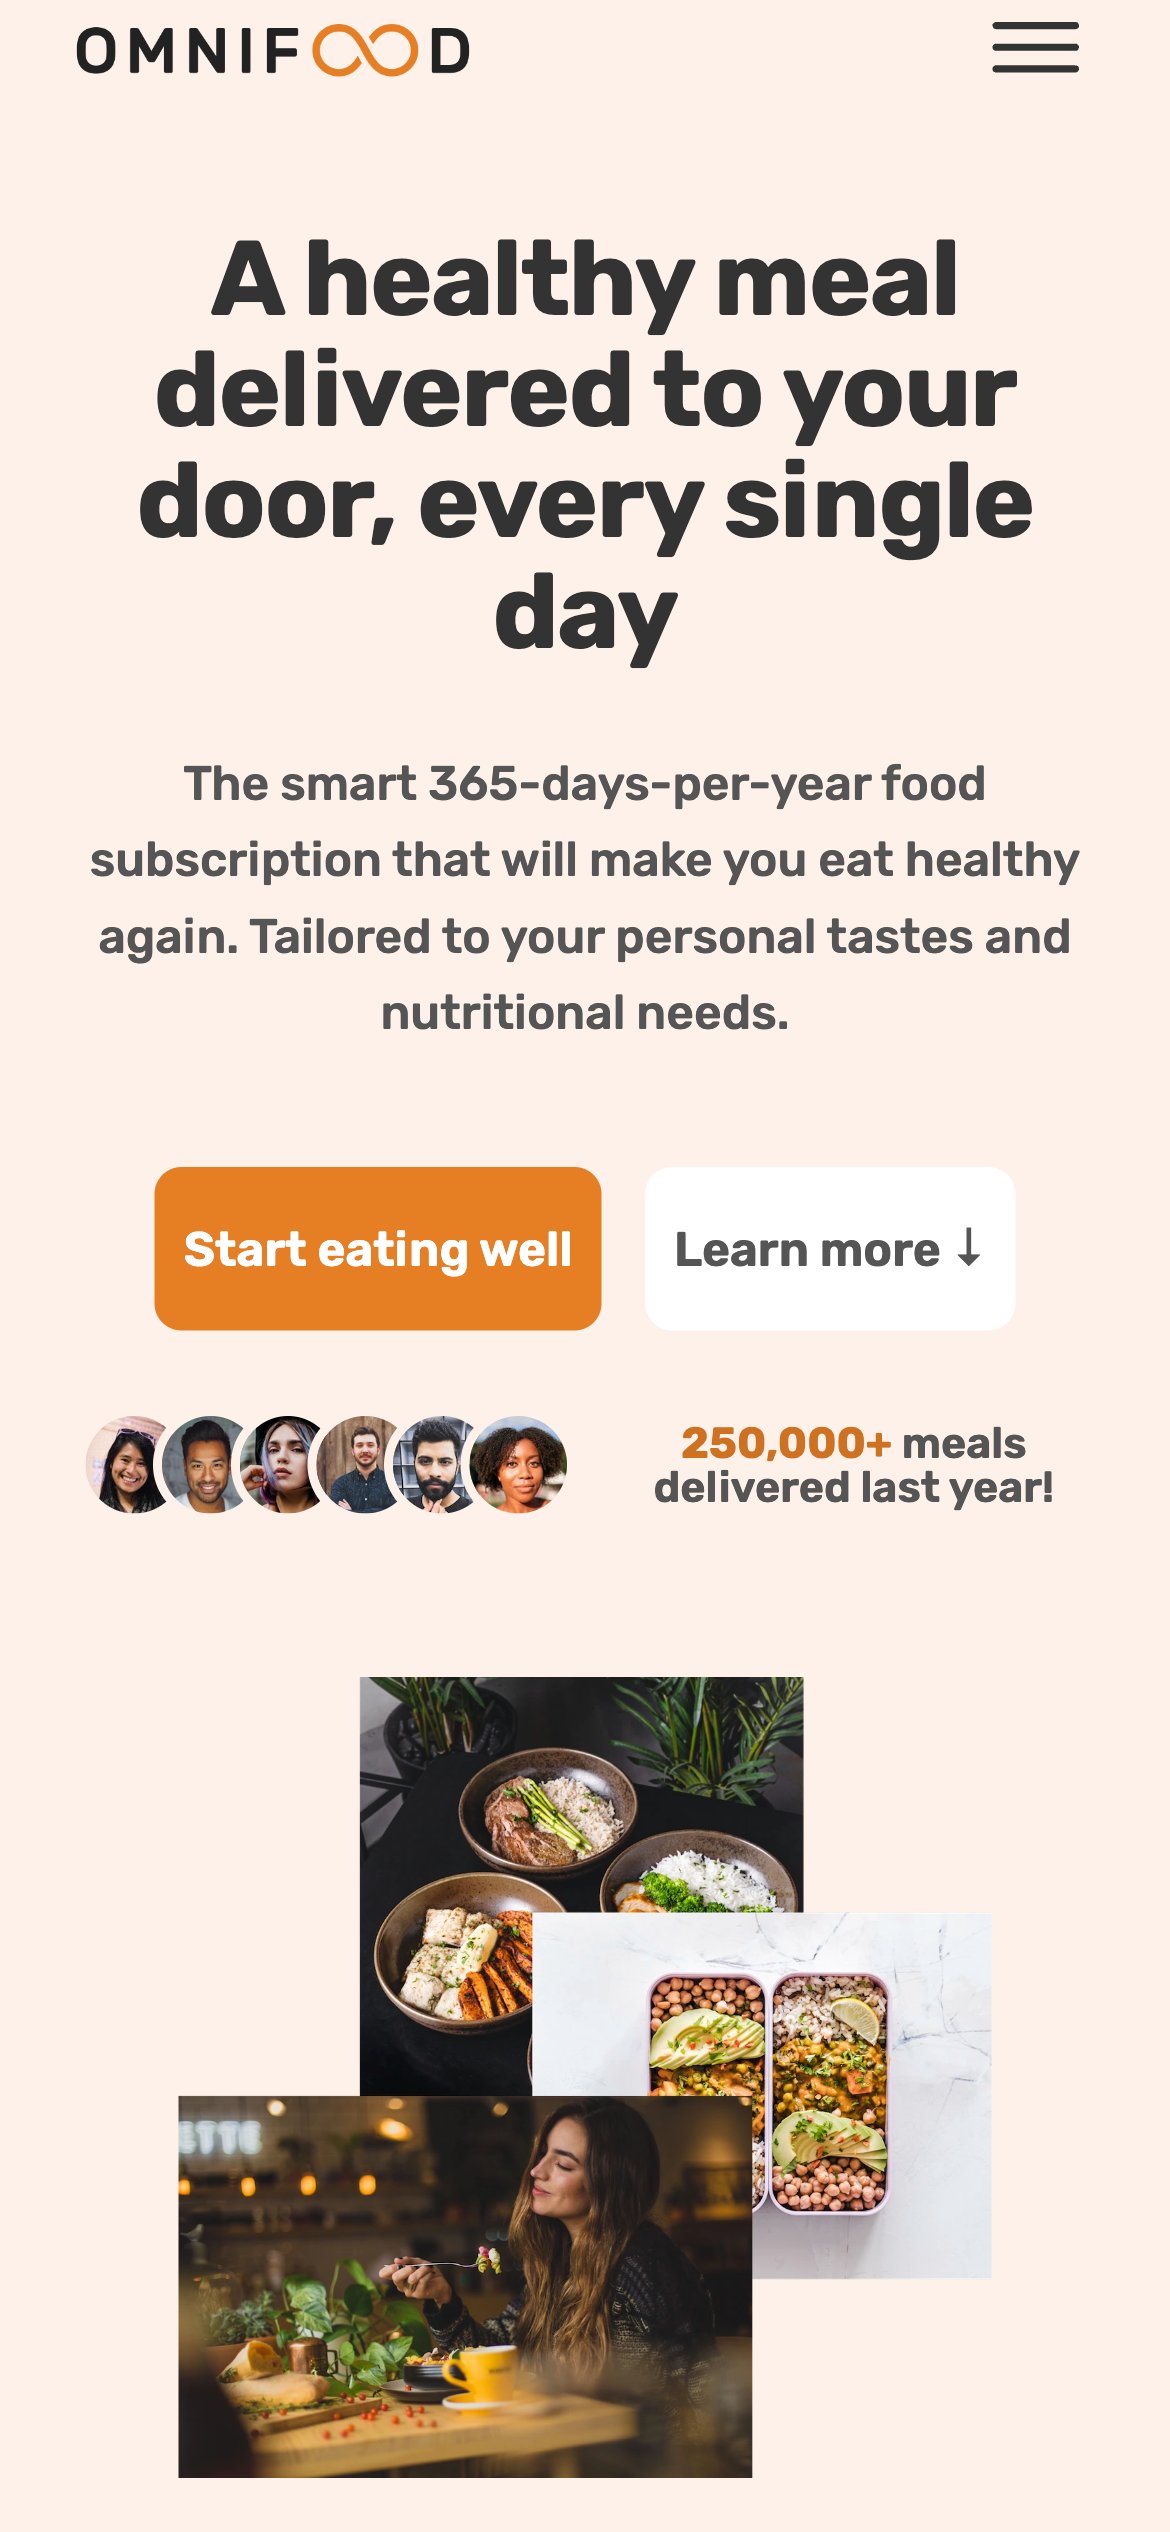 OMNIFOOD
A healthy meal
delivered to your
door, every single
day
The smart 365-days-per-year food
subscription that will make you eat healthy
again. Tailored to your personal tastes and
nutritional needs.
Start eating well
Learn more ↓
250,000+ meals
delivered last year!
ETTE